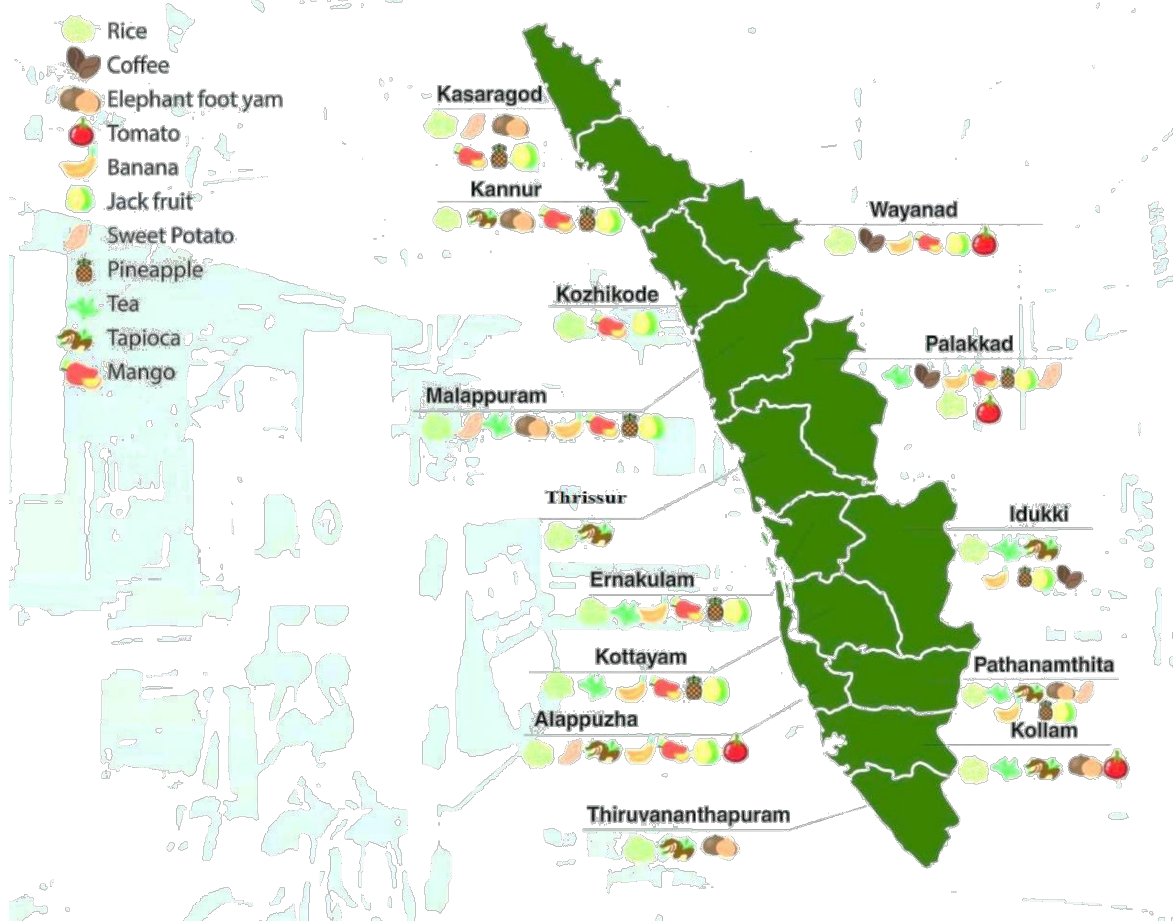 Rice
Coffee
Elephant foot yam
Tomato
Banana
Jack fruit
Sweet Potato
Pineapple
Tea
Tapioca
Mango
Kasaragod
Kannur
Wayanad
Kozhikode
Palakkad
Malappuram
Thrissur
Idukki
Ernakulam
Kottayam
Pathanamthita
Alappuzha
Kollam
Thiruvananthapuram